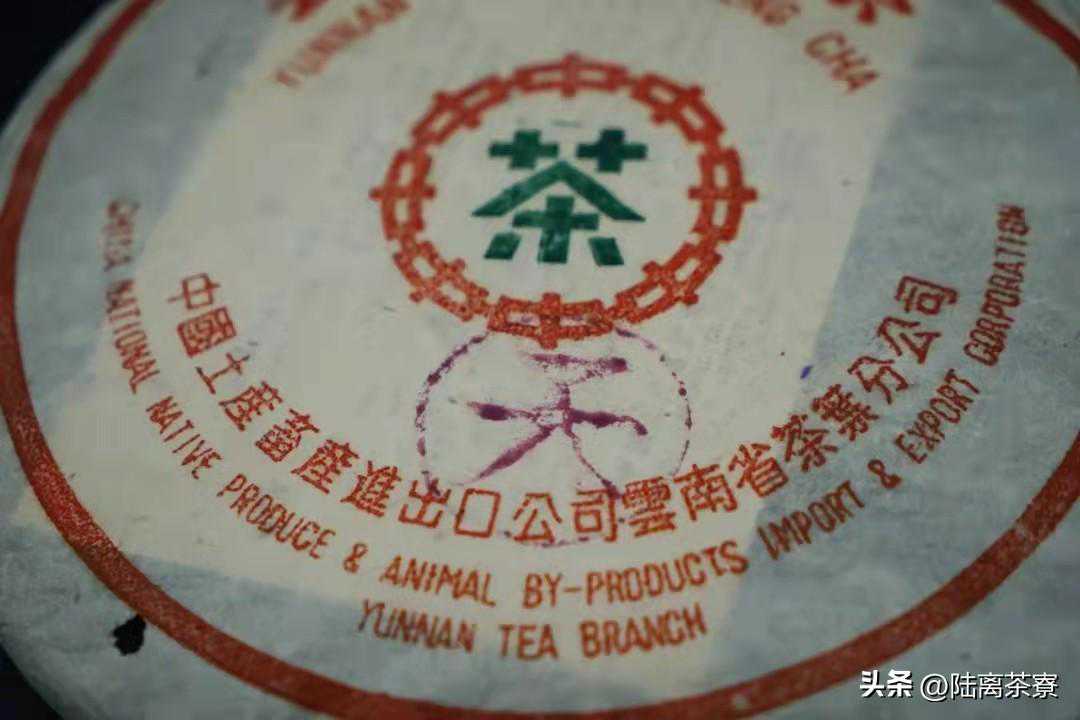 YUNNAN
CHA
茶
天
中國土產畜產進出口公司雲南省茶葉分公司
CHINA NATIONAL NATIVE PRODUCE & ANIMAL BY-PRODUCTS IMPORT & EXPORT CORPORATION
YUNNAN TEA BRANCH
头条 @陆离茶寮